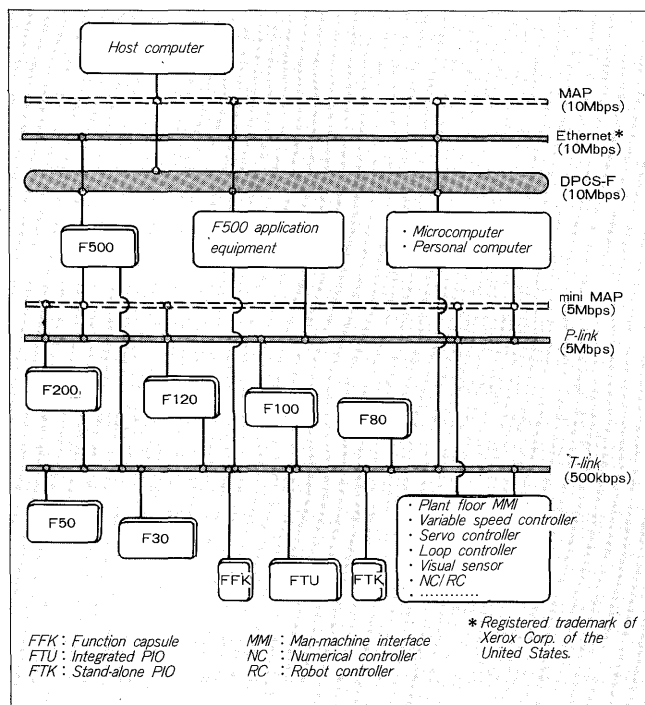 Host computer
MAP
(10Mbps)
Ethernet *
(10Mbps)
DPCS-F
(10Mbps)
F500
F500 application
equipment
· Microcomputer
· Personal computer
mini MAP
(5Mbps)
P-link
(5Mbps)
F200
F120
F100
F80
T-link
(500kbps)
F50
F30
FFK
FTU
FTK
· Plant floor MMI
· Variable speed controller
· Servo controller
· Loop controller
· Visual sensor
· NC/RC
· …………
FFK : Function capsule
FTU : Integrated PIO
FTK : Stand-alone PIO
MMI : Man-machine interface
NC : Numerical controller
RC : Robot controller
* Registered trademark of
Xerox Corp. of the
United States.